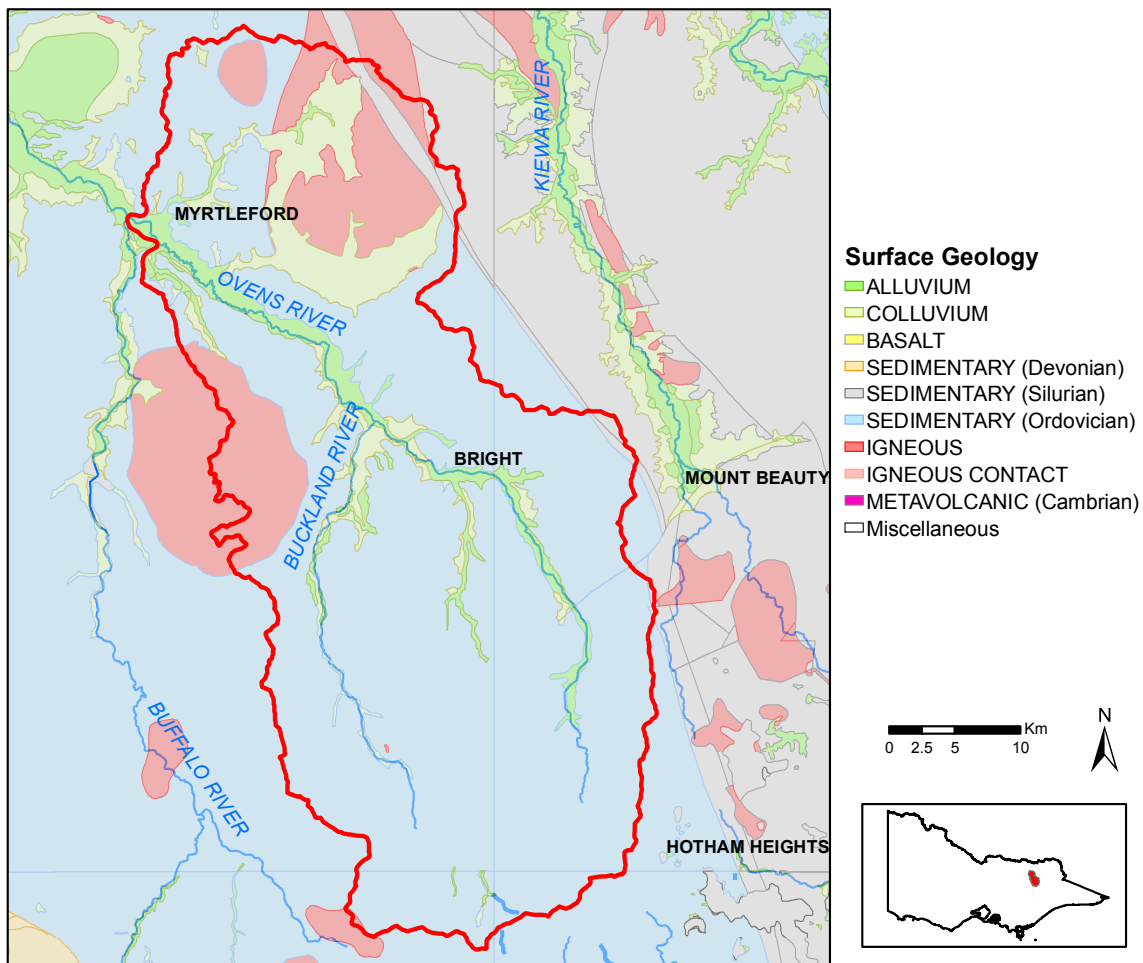 KIEWA RIVER
MYRTLEFORD
OVENS RIVER
BUCKLAND RIVER
BRIGHT
MOUNT BEAUTY
BUFFALO RIVER
HOTHAM HEIGHTS
Surface Geology
ALLUVIUM
COLLUVIUM
BASALT
SEDIMENTARY (Devonian)
SEDIMENTARY (Silurian)
SEDIMENTARY (Ordovician)
IGNEOUS
IGNEOUS CONTACT
METAVOLCANIC (Cambrian)
Miscellaneous
Km
0 2.5 5 10
N